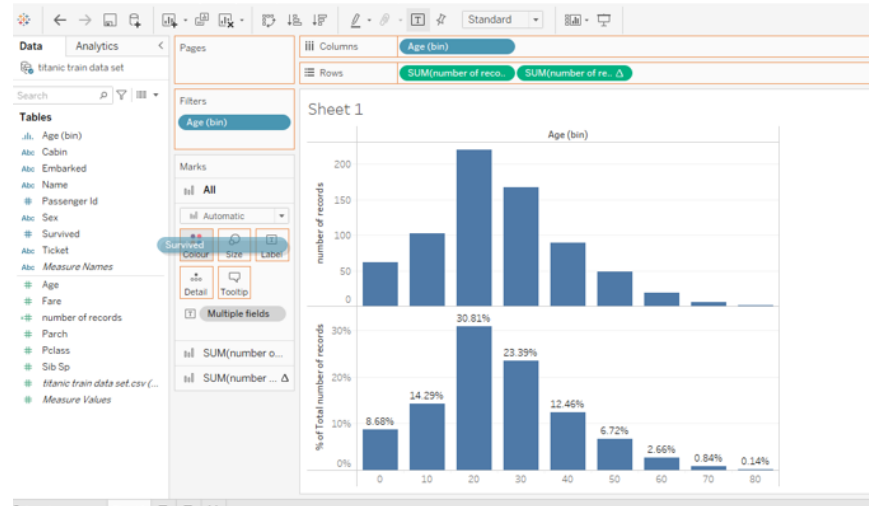 Standard
Data Analytics
titanic train data set
Search
Tables
Age (bin)
Abc Cabin
Abc Embarked
Abc Name
# Passenger Id
Abc Sex
# Survived
Abc Ticket
Abc Measure Names
# Age
# Fare
# number of records
# Parch
# Pclass
# Sib Sp
# titanic train data set.csv (...
# Measure Values
Pages
Filters
Age (bin)
Marks
All
Automatic
Survived
Colour Size Label
Detail Tooltip
Multiple fields
SUM(number o...
SUM(number ... Δ
Columns
Age (bin)
Rows
SUM(number of reco..
SUM(number of re.. Δ
Sheet 1
Age (bin)
number of records
200
150
100
50
0
% of Total number of records
30%
20%
10%
0%
8.68%
14.29%
30.81%
23.39%
12.46%
6.72%
2.66%
0.84%
0.14%
0 10 20 30 40 50 60 70 80